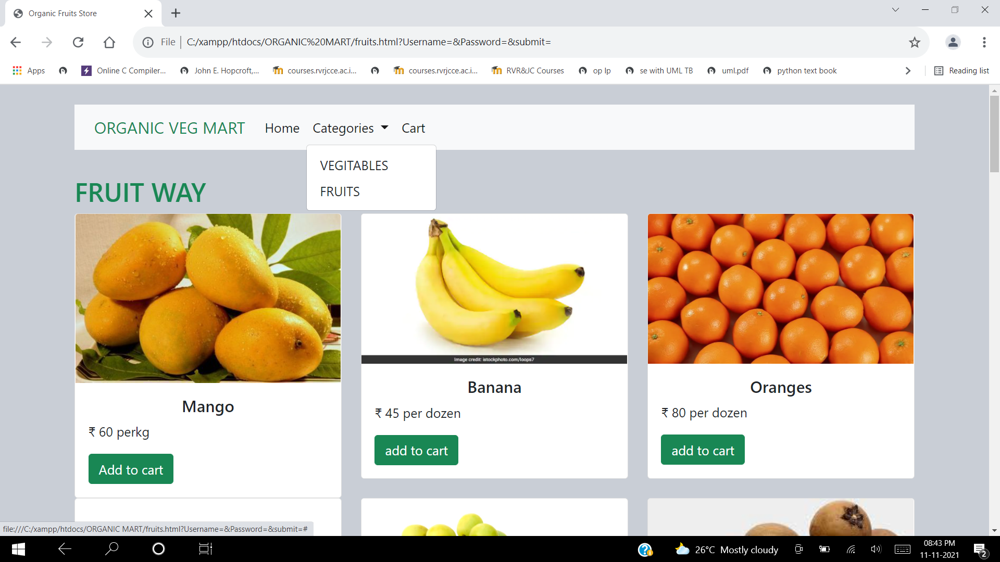 Organic Fruits Store
File
C:/xampp/htdocs/ORGANIC%20MART/fruits.html?Username=&Password=&submit=
Apps
Online C Compiler...
John E. Hopcroft,...
courses.rvrjcce.ac.i...
courses.rvrjcce.ac.i...
RVR&JC Courses
op lp
se with UML TB
uml.pdf
python text book
Reading list
ORGANIC VEG MART
Home
Categories
Cart
VEGITABLES
FRUITS
FRUIT WAY
Image credit: istockphoto.com/loops7
Mango
₹ 60 perkg
Add to cart
Banana
₹ 45 per dozen
add to cart
Oranges
₹ 80 per dozen
add to cart
file:///C:/xampp/htdocs/ORGANIC MART/fruits.html?Username=&Password=&submit=#
26°C Mostly cloudy
08:43 PM
11-11-2021
2